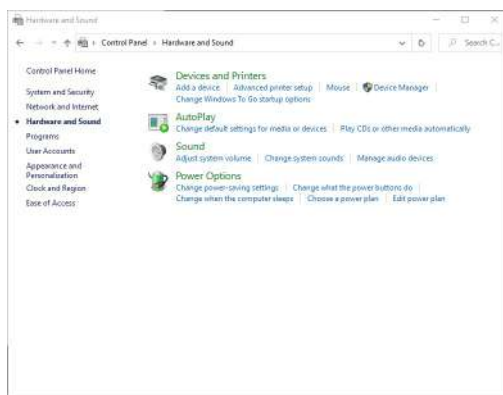 Hardware and Sound
Control Panel › Hardware and Sound
Search C...
Control Panel Home
System and Security
Network and Internet
Hardware and Sound
Programs
User Accounts
Appearance and
Personalization
Clock and Region
Ease of Access
Devices and Printers
Add a device | Advanced printer setup | Mouse | Device Manager |
Change Windows To Go startup options
AutoPlay
Change default settings for media or devices | Play CDs or other media automatically
Sound
Adjust system volume | Change system sounds | Manage audio devices
Power Options
Change power-saving settings | Change what the power buttons do |
Change when the computer sleeps | Choose a power plan | Edit power plan